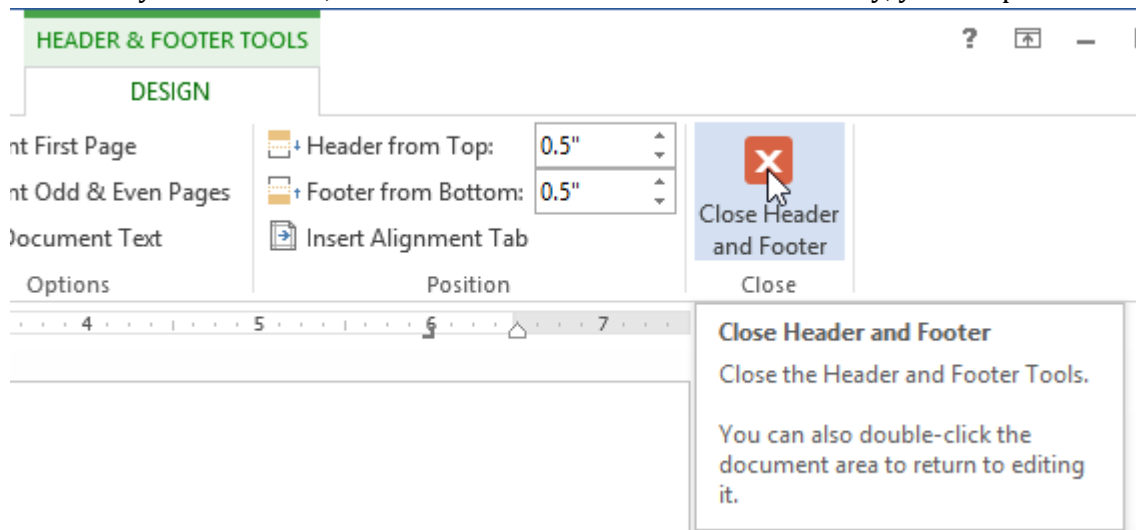 HEADER & FOOTER TOOLS ?
DESIGN
nt First Page Header from Top: 0.5"
nt Odd & Even Pages Footer from Bottom: 0.5"
Document Text Insert Alignment Tab
Close Header
and Footer
Options Position Close
4 5 6 7
Close Header and Footer
Close the Header and Footer Tools.
You can also double-click the
document area to return to editing
it.